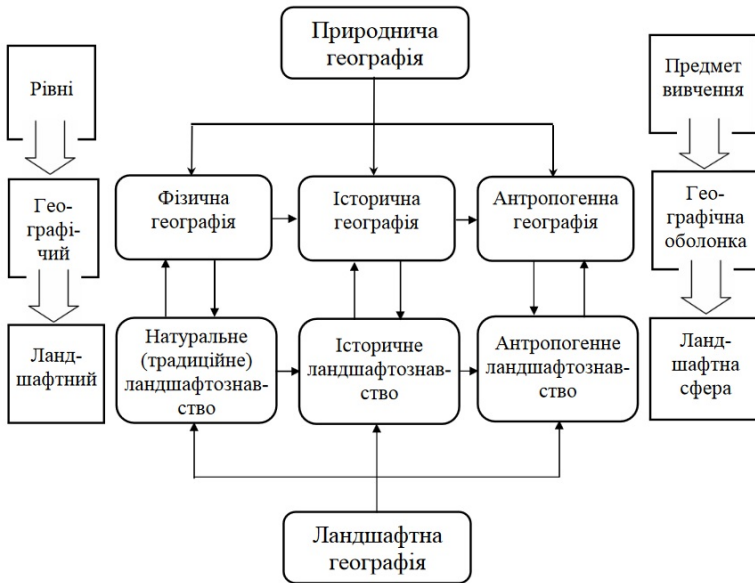 Природнича
географія
Рівні
Предмет
вивчення
Гео-
графі-
чий
Фізична
географія
Історична
географія
Антропогенна
географія
Гео-
графічна
оболонка
Ланд-
шафтний
Натуральне
(традиційне)
ландшафтознав-
ство
Історичне
ландшафтознав-
ство
Антропогенне
ландшафтознав-
ство
Ланд-
шафтна
сфера
Ландшафтна
географія